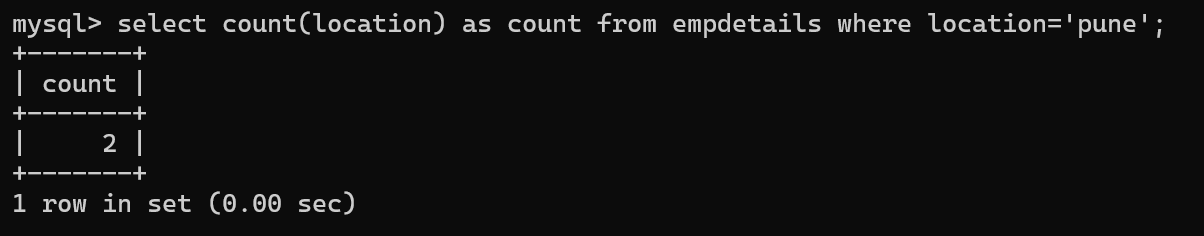 mysql> select count(location) as count from empdetails where location='pune';
+-------+
| count |
+-------+
|     2 |
+-------+
1 row in set (0.00 sec)